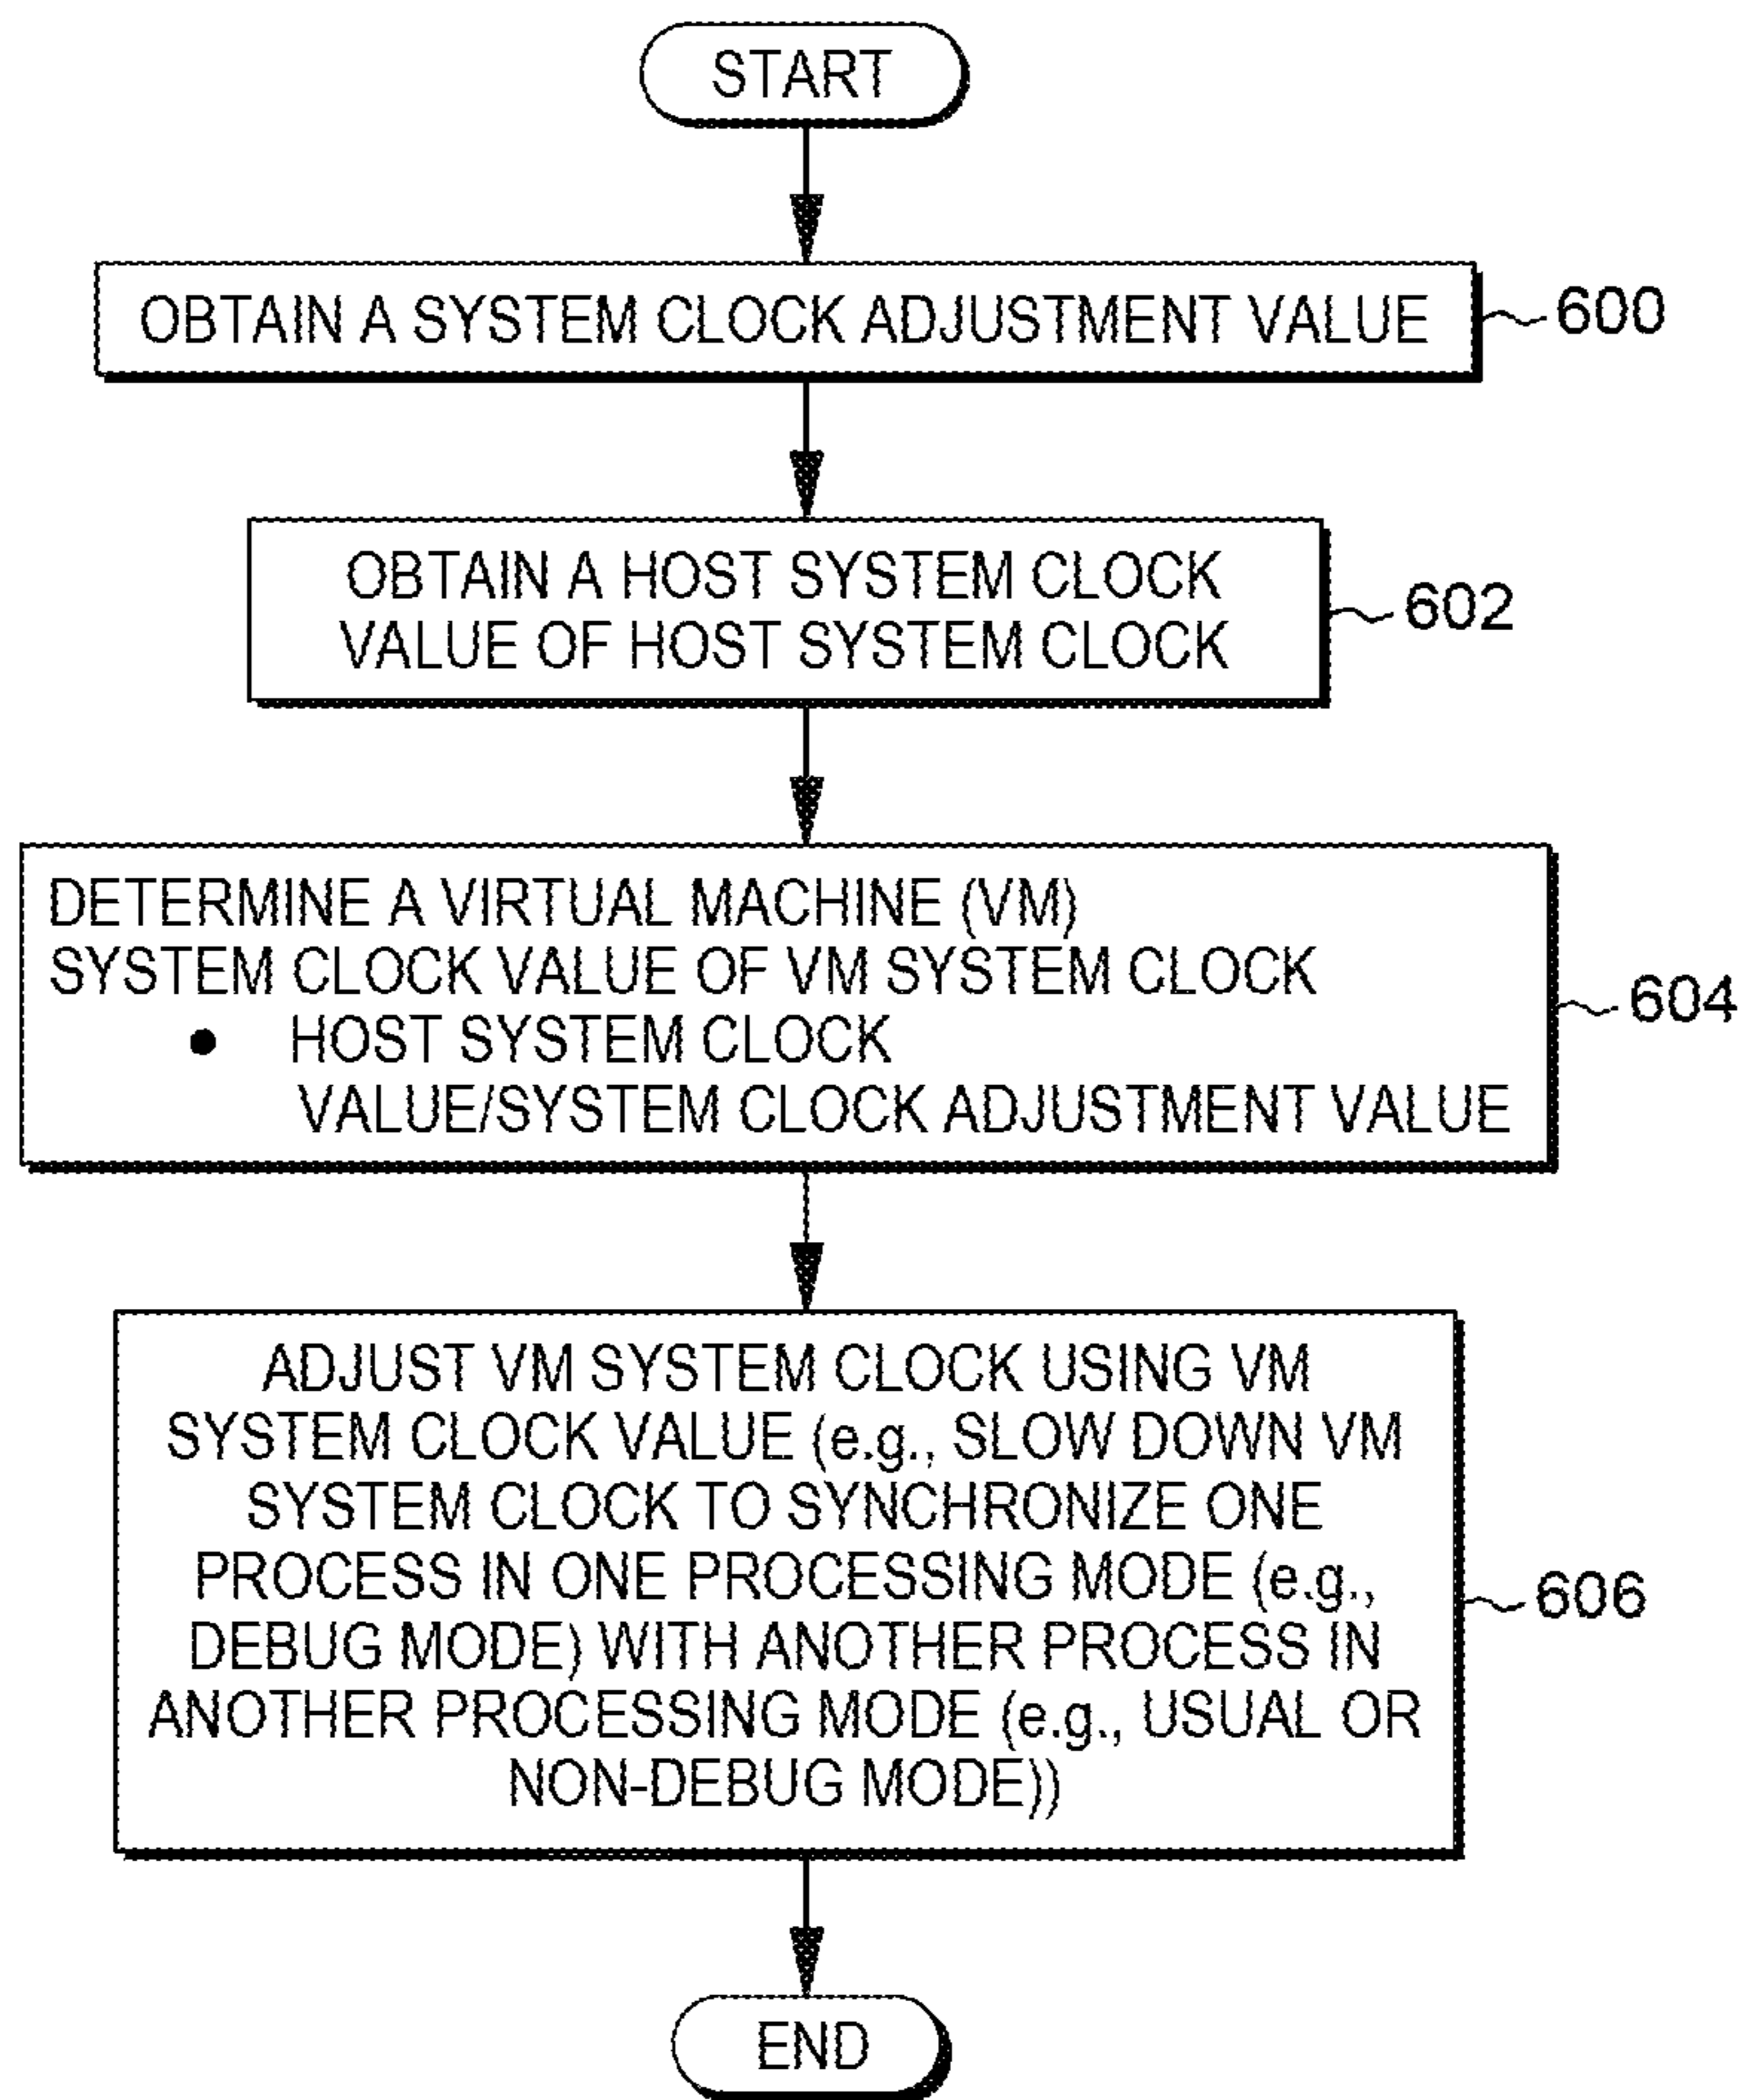 START
OBTAIN A SYSTEM CLOCK ADJUSTMENT VALUE
600
OBTAIN A HOST SYSTEM CLOCK
VALUE OF HOST SYSTEM CLOCK
602
DETERMINE A VIRTUAL MACHINE (VM)
SYSTEM CLOCK VALUE OF VM SYSTEM CLOCK
• HOST SYSTEM CLOCK
VALUE/SYSTEM CLOCK ADJUSTMENT VALUE
604
ADJUST VM SYSTEM CLOCK USING VM
SYSTEM CLOCK VALUE (e.g., SLOW DOWN VM
SYSTEM CLOCK TO SYNCHRONIZE ONE
PROCESS IN ONE PROCESSING MODE (e.g.,
DEBUG MODE) WITH ANOTHER PROCESS IN
ANOTHER PROCESSING MODE (e.g., USUAL OR
NON-DEBUG MODE))
606
END